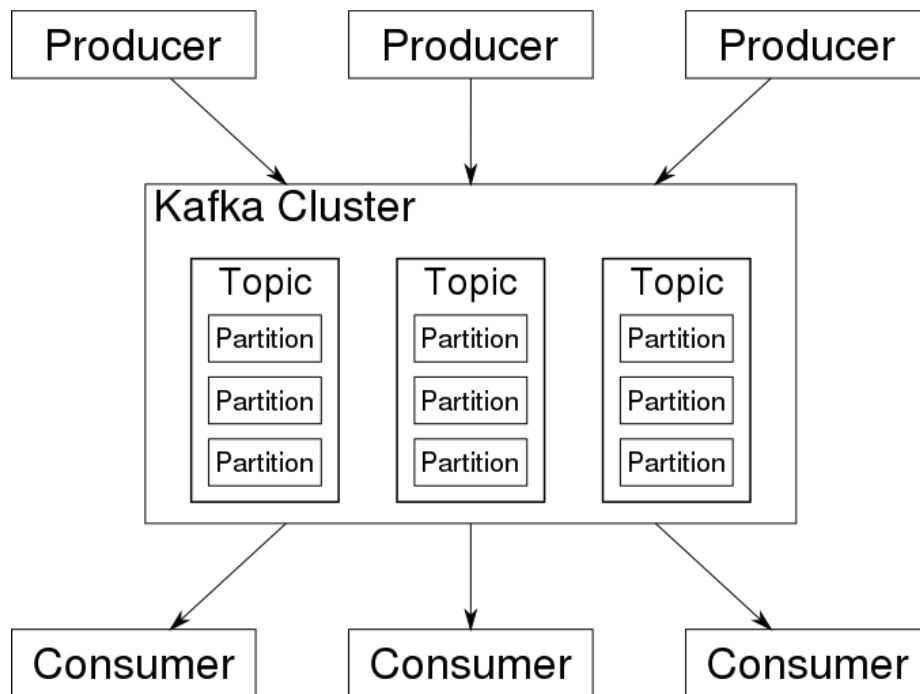 Producer Producer Producer
Kafka Cluster
Topic Topic Topic
Partition Partition Partition
Partition Partition Partition
Partition Partition Partition
Consumer Consumer Consumer